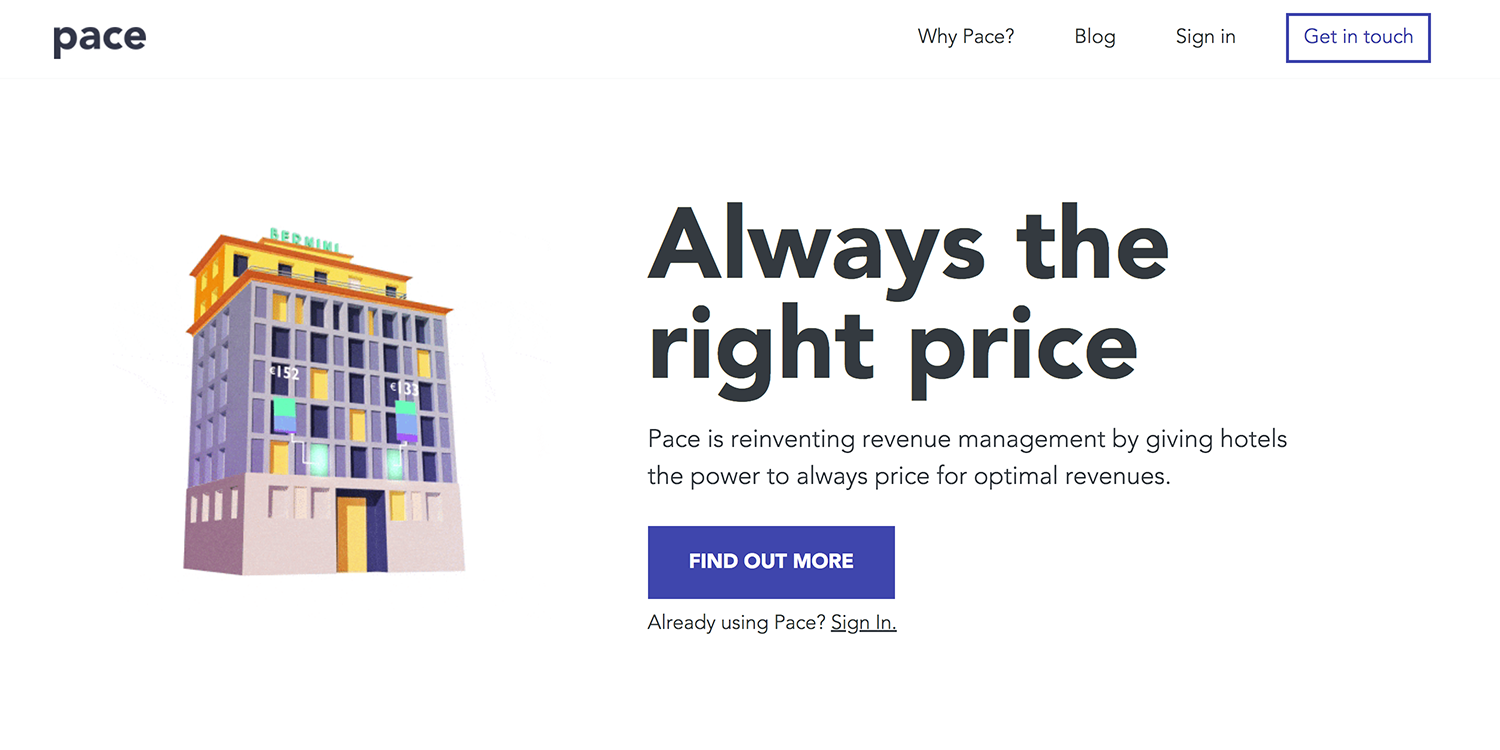 pace
Why Pace? Blog Sign in Get in touch
BERNINI
Always the
right price
€152
€133
Pace is reinventing revenue management by giving hotels
the power to always price for optimal revenues.
FIND OUT MORE
Already using Pace? Sign In.